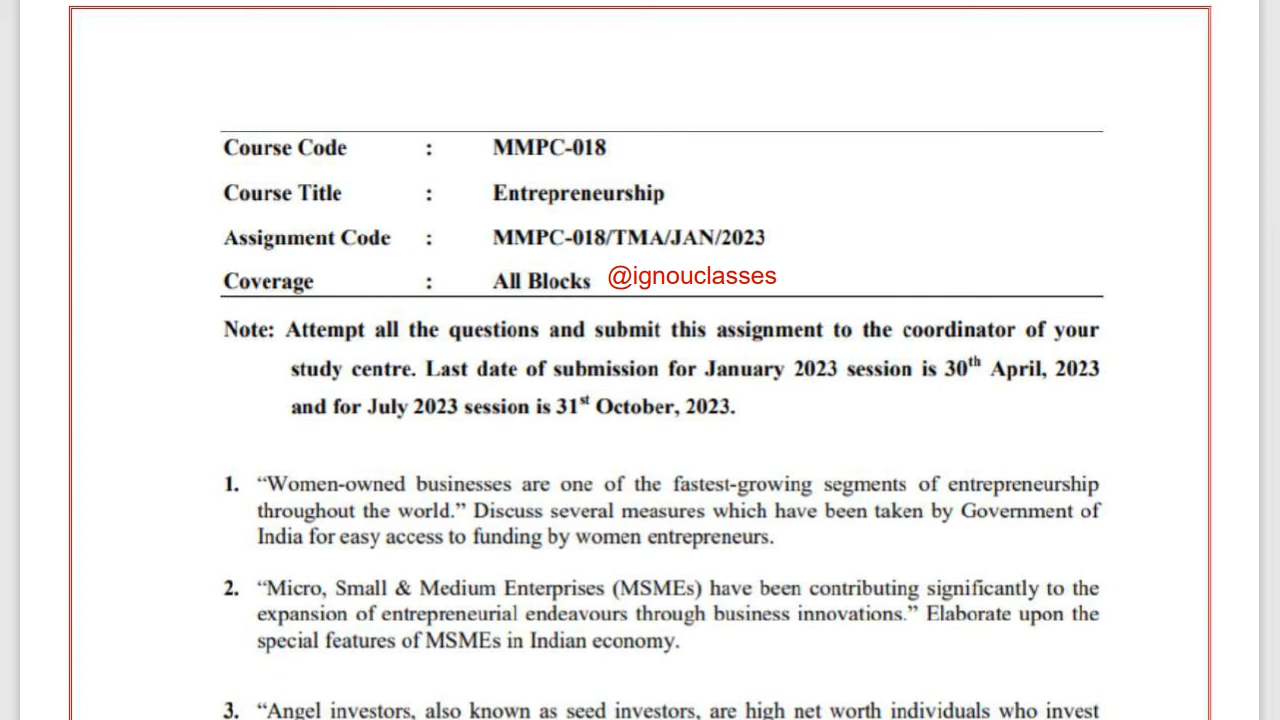 Course Code : MMPC-018
Course Title : Entrepreneurship
Assignment Code : MMPC-018/TMA/JAN/2023
Coverage : All Blocks @ignouclasses
Note: Attempt all the questions and submit this assignment to the coordinator of your
study centre. Last date of submission for January 2023 session is 30th April, 2023
and for July 2023 session is 31st October, 2023.
1. “Women-owned businesses are one of the fastest-growing segments of entrepreneurship
throughout the world.” Discuss several measures which have been taken by Government of
India for easy access to funding by women entrepreneurs.
2. “Micro, Small & Medium Enterprises (MSMEs) have been contributing significantly to the
expansion of entrepreneurial endeavours through business innovations.” Elaborate upon the
special features of MSMEs in Indian economy.
3. “Angel investors, also known as seed investors, are high net worth individuals who invest